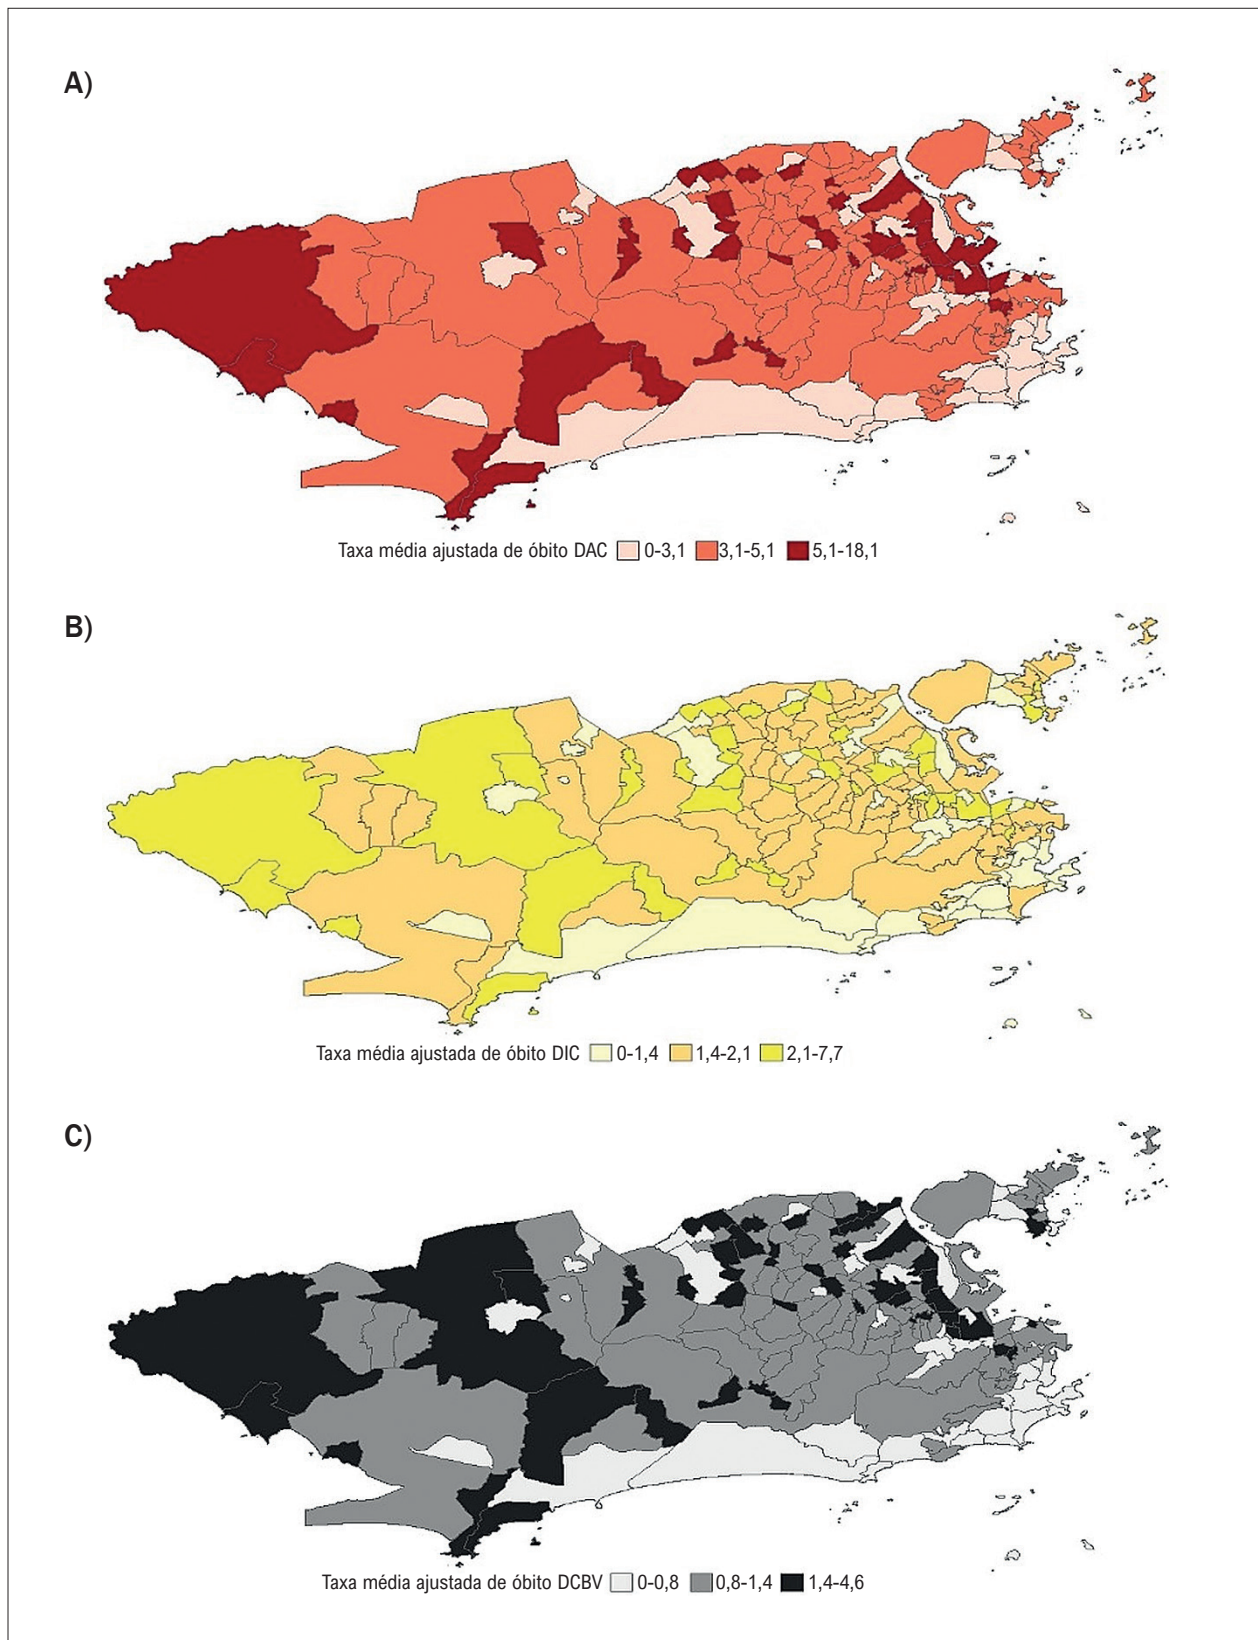 A)
Taxa média ajustada de óbito DAC 0-3,1 3,1-5,1 5,1-18,1
B)
Taxa média ajustada de óbito DIC 0-1,4 1,4-2,1 2,1-7,7
C)
Taxa média ajustada de óbito DCBV 0-0,8 0,8-1,4 1,4-4,6